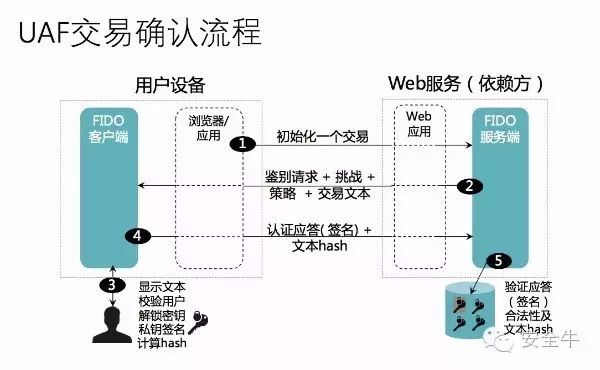 UAF交易确认流程
用户设备
Web服务（依赖方）
FIDO
客户端
浏览器/
应用
Web
应用
FIDO
服务端
1
初始化一个交易
鉴别请求 + 挑战 +
策略 + 交易文本
2
4
认证应答(签名) +
文本hash
5
3
显示文本
校验用户
解锁密钥
私钥签名
计算hash
验证应答
（签名）
合法性及
文本hash
安全牛